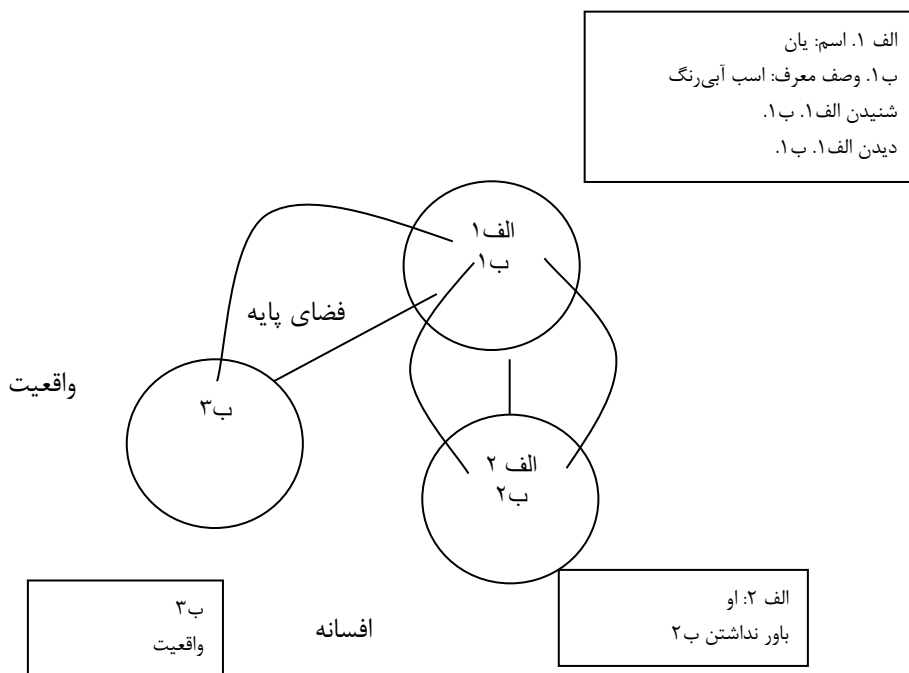 الف ۱. اسم: یان
ب۱. وصف معرف: اسب آبی‌رنگ
شنیدن الف۱. ب۱.
دیدن الف۱. ب۱.
الف۱
ب۱
فضای پایه
واقعیت
ب۳
الف ۲
ب۲
الف ۲: او
باور نداشتن ب۲
افسانه
ب۳
واقعیت